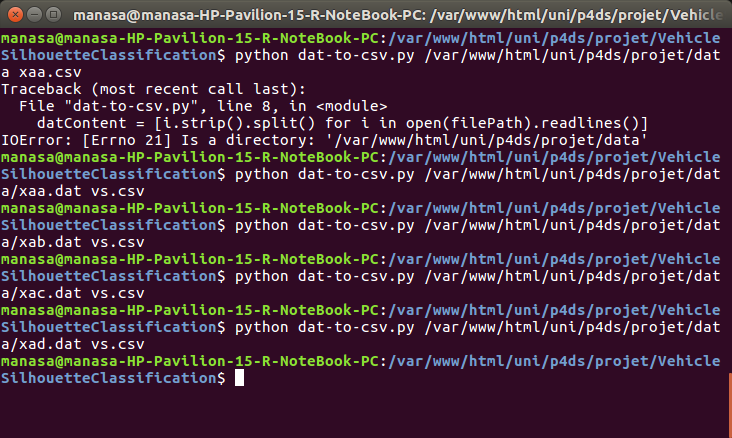 manasa@manasa-HP-Pavilion-15-R-NoteBook-PC: /var/www/html/uni/p4ds/projet/Vehicle
manasa@manasa-HP-Pavilion-15-R-NoteBook-PC:/var/www/html/uni/p4ds/projet/Vehicle
SilhouetteClassification$ python dat-to-csv.py /var/www/html/uni/p4ds/projet/dat
a xaa.csv
Traceback (most recent call last):
  File "dat-to-csv.py", line 8, in <module>
    datContent = [i.strip().split() for i in open(filePath).readlines()]
IOError: [Errno 21] Is a directory: '/var/www/html/uni/p4ds/projet/data'
manasa@manasa-HP-Pavilion-15-R-NoteBook-PC:/var/www/html/uni/p4ds/projet/Vehicle
SilhouetteClassification$ python dat-to-csv.py /var/www/html/uni/p4ds/projet/dat
a/xaa.dat vs.csv
manasa@manasa-HP-Pavilion-15-R-NoteBook-PC:/var/www/html/uni/p4ds/projet/Vehicle
SilhouetteClassification$ python dat-to-csv.py /var/www/html/uni/p4ds/projet/dat
a/xab.dat vs.csv
manasa@manasa-HP-Pavilion-15-R-NoteBook-PC:/var/www/html/uni/p4ds/projet/Vehicle
SilhouetteClassification$ python dat-to-csv.py /var/www/html/uni/p4ds/projet/dat
a/xac.dat vs.csv
manasa@manasa-HP-Pavilion-15-R-NoteBook-PC:/var/www/html/uni/p4ds/projet/Vehicle
SilhouetteClassification$ python dat-to-csv.py /var/www/html/uni/p4ds/projet/dat
a/xad.dat vs.csv
manasa@manasa-HP-Pavilion-15-R-NoteBook-PC:/var/www/html/uni/p4ds/projet/Vehicle
SilhouetteClassification$